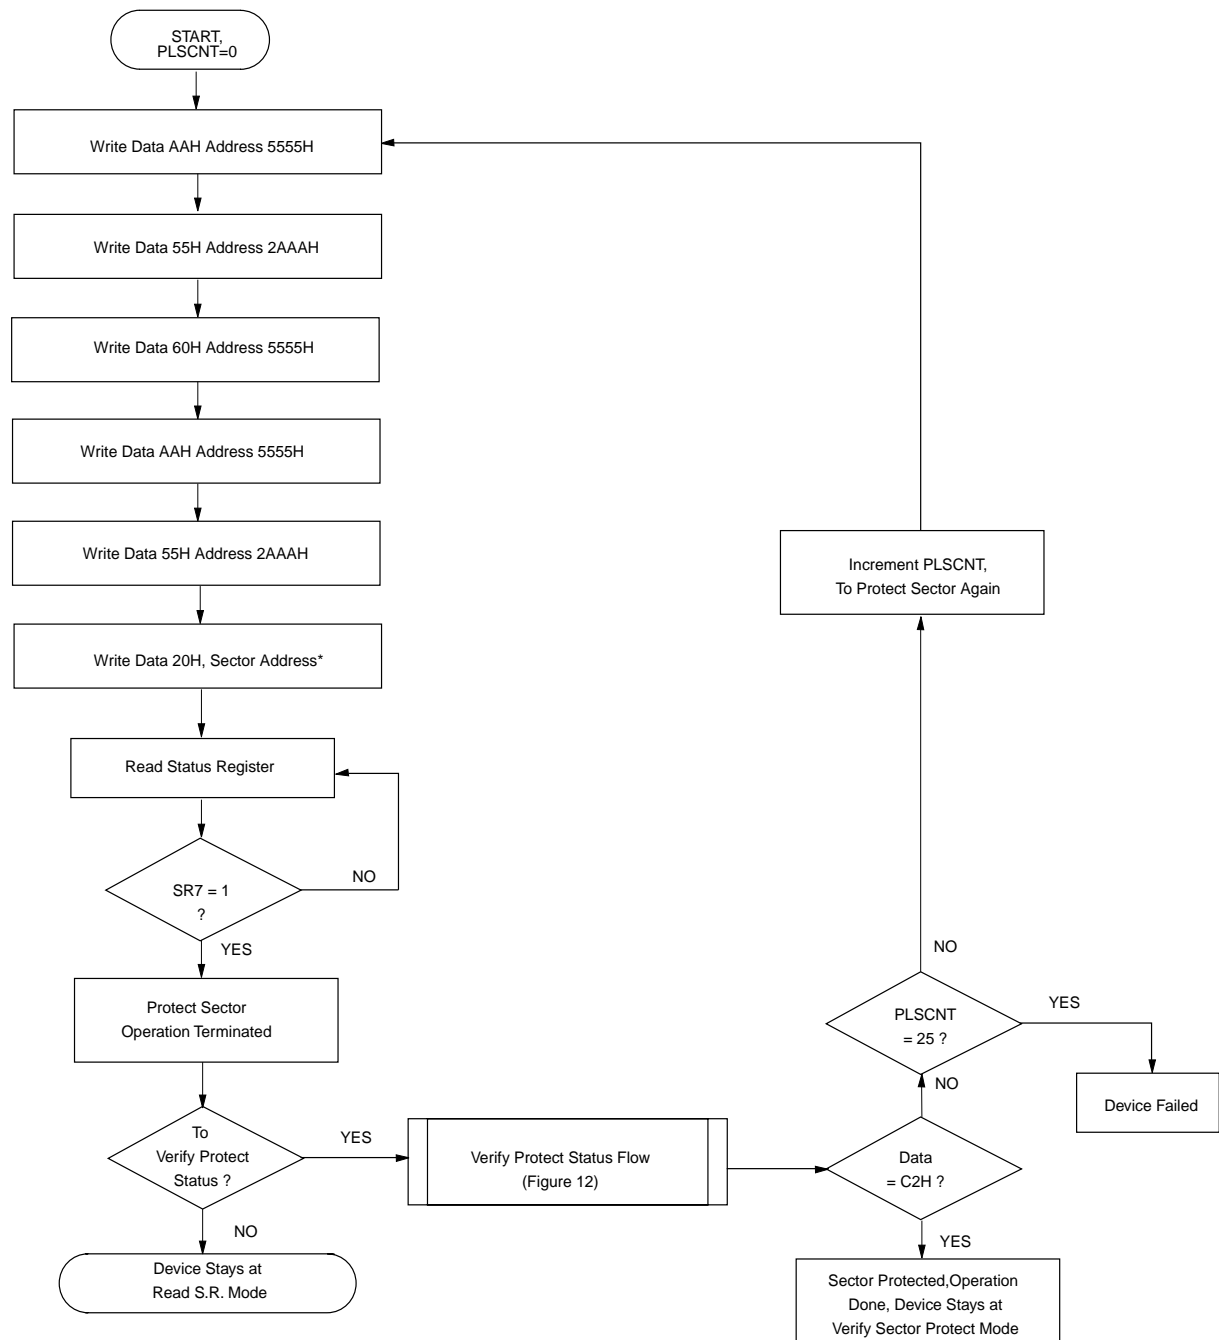 START,
PLSCNT=0
Write Data AAH Address 5555H
Write Data 55H Address 2AAAH
Write Data 60H Address 5555H
Write Data AAH Address 5555H
Write Data 55H Address 2AAAH
Write Data 20H, Sector Address*
Read Status Register
SR7 = 1
?
NO
YES
Protect Sector
Operation Terminated
To
Verify Protect
Status ?
YES
NO
Device Stays at
Read S.R. Mode
Verify Protect Status Flow
(Figure 12)
Data
= C2H ?
YES
Sector Protected,Operation
Done, Device Stays at
Verify Sector Protect Mode
NO
PLSCNT
= 25 ?
YES
Device Failed
NO
Increment PLSCNT,
To Protect Sector Again